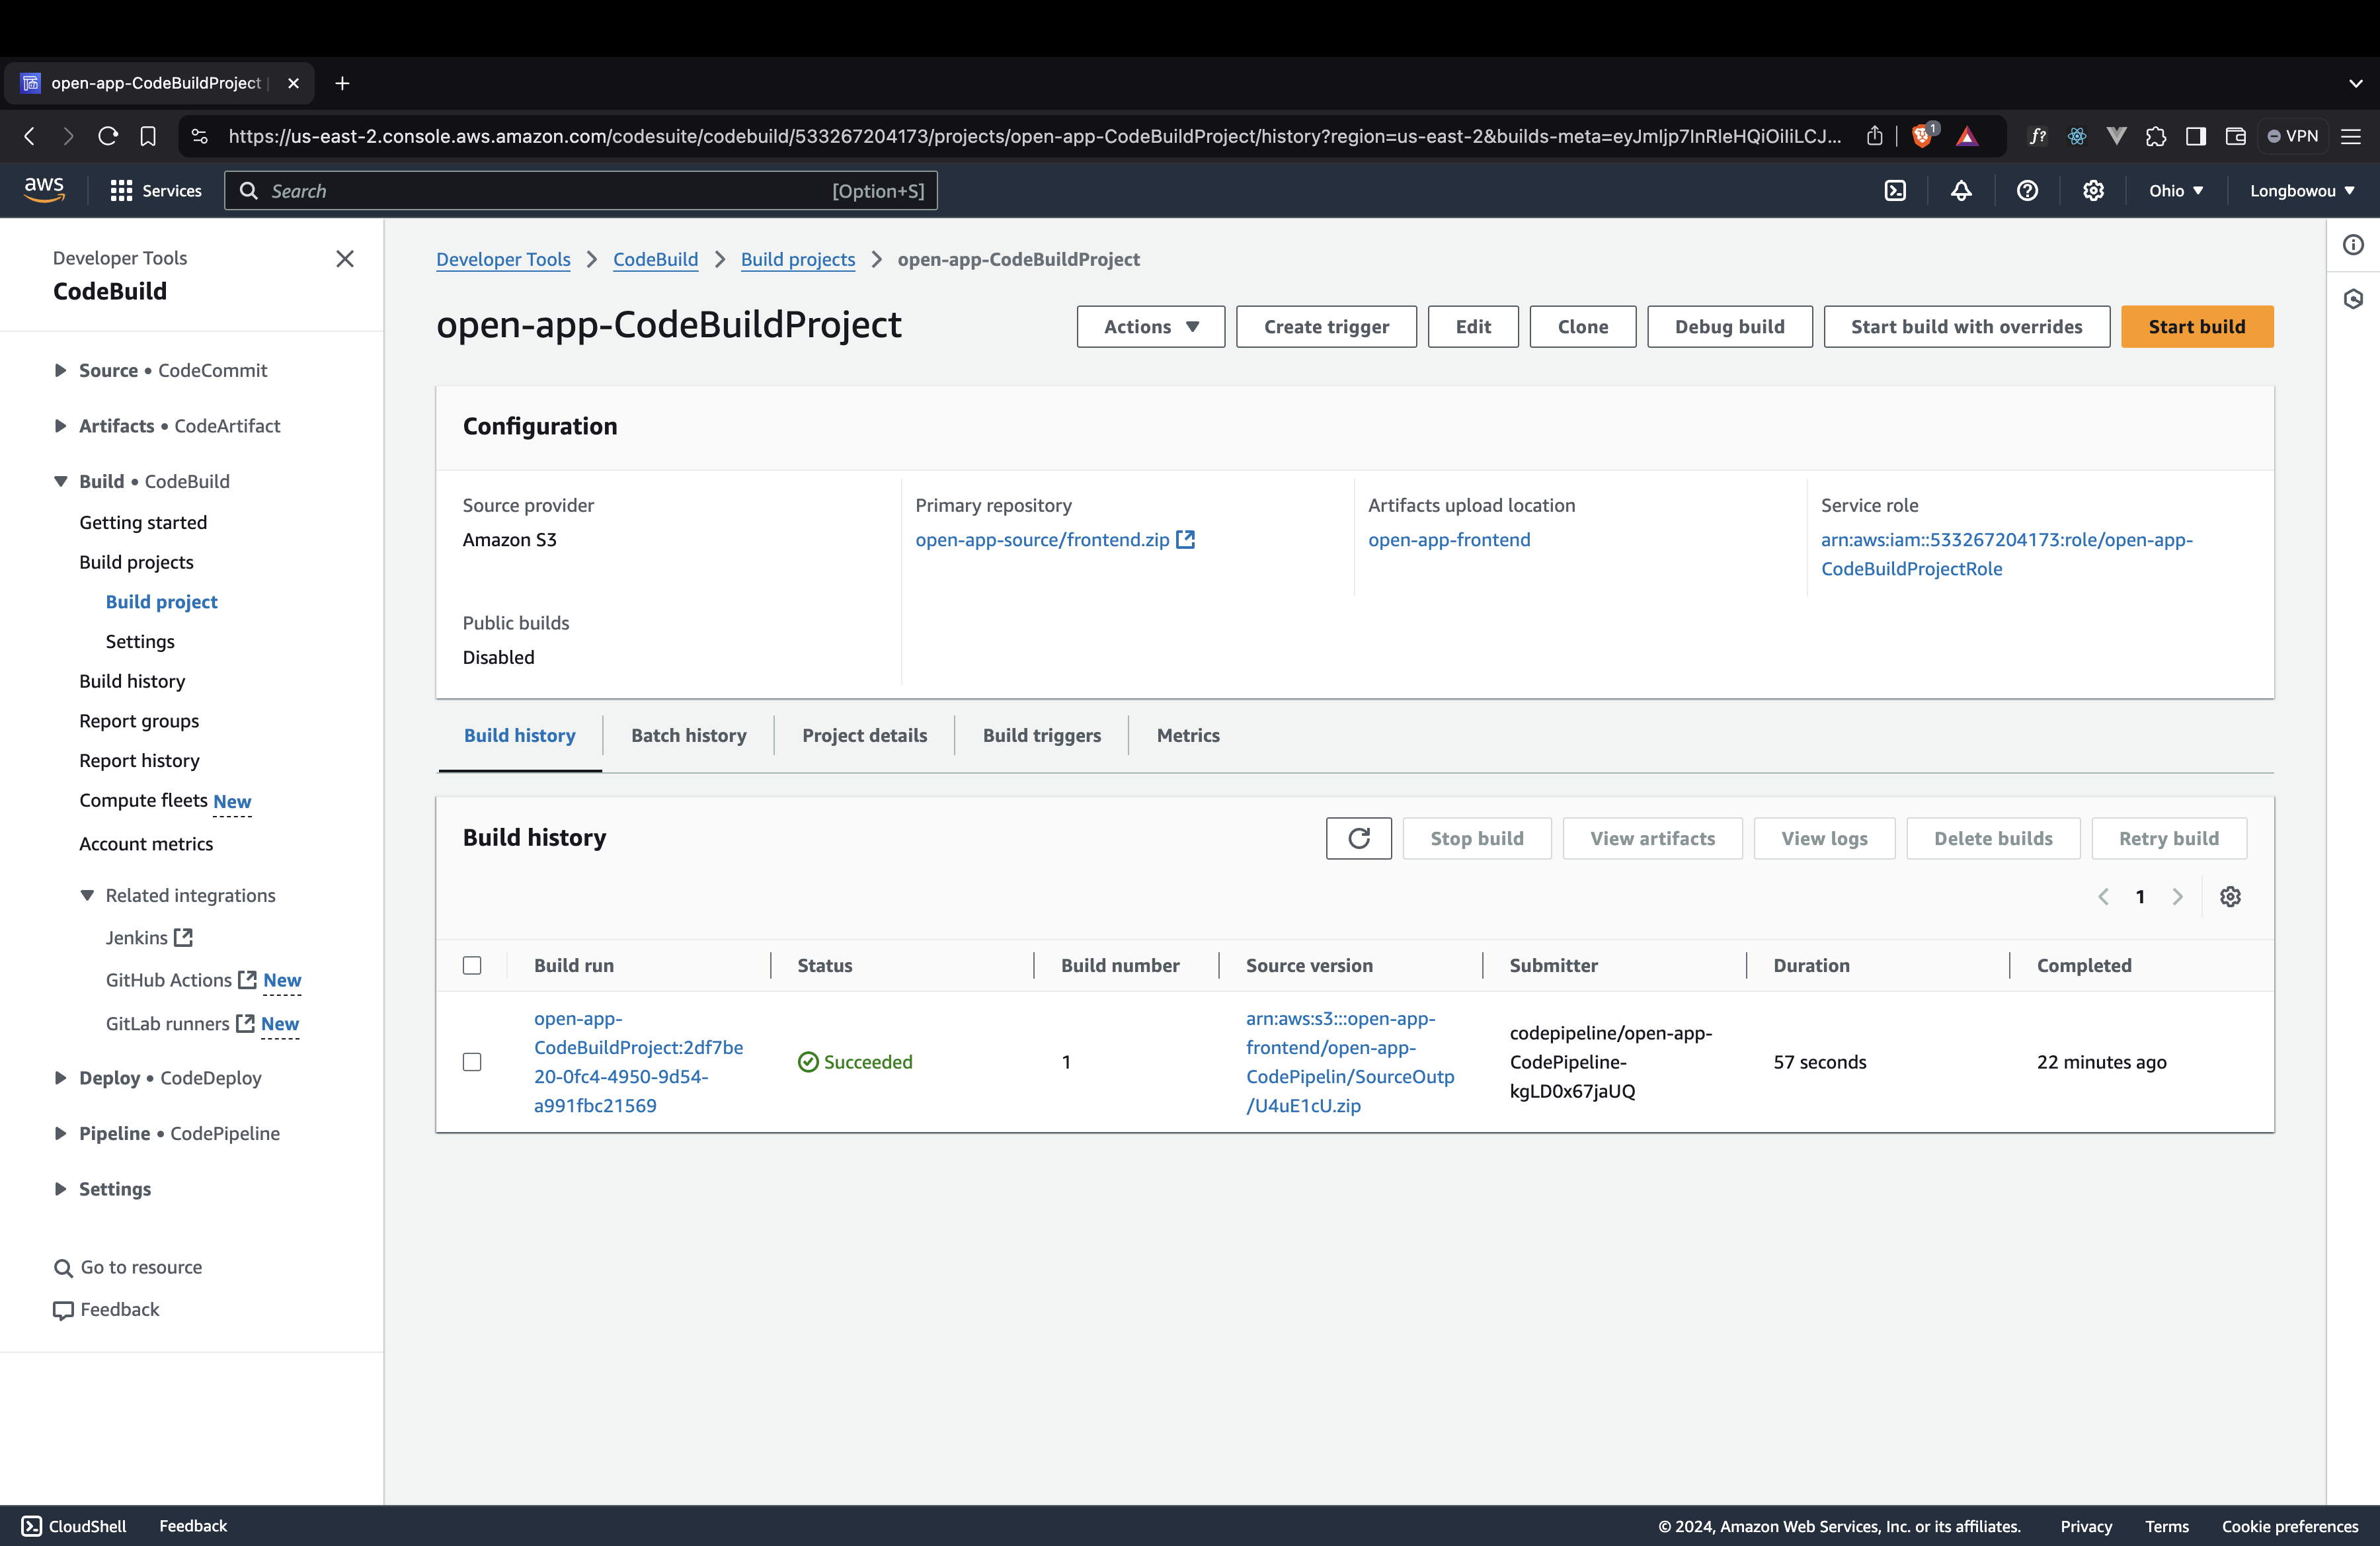 open-app-CodeBuildProject
https://us-east-2.console.aws.amazon.com/codesuite/codebuild/533267204173/projects/open-app-CodeBuildProject/history?region=us-east-2&builds-meta=eyJmIjp7InRleHQiOiIiLCJ...
1
f?
VPN
aws
Services
Search
[Option+S]
Ohio
Longbowou
Developer Tools
CodeBuild
Source • CodeCommit
Artifacts • CodeArtifact
Build • CodeBuild
Getting started
Build projects
Build project
Settings
Build history
Report groups
Report history
Compute fleets New
Account metrics
Related integrations
Jenkins
GitHub Actions New
GitLab runners New
Deploy • CodeDeploy
Pipeline • CodePipeline
Settings
Go to resource
Feedback
Developer Tools > CodeBuild > Build projects > open-app-CodeBuildProject
open-app-CodeBuildProject
Actions
Create trigger
Edit
Clone
Debug build
Start build with overrides
Start build
Configuration
Source provider
Amazon S3
Primary repository
open-app-source/frontend.zip
Artifacts upload location
open-app-frontend
Service role
arn:aws:iam::533267204173:role/open-app-
CodeBuildProjectRole
Public builds
Disabled
Build history
Batch history
Project details
Build triggers
Metrics
Build history
Stop build
View artifacts
View logs
Delete builds
Retry build
1
Build run
Status
Build number
Source version
Submitter
Duration
Completed
open-app-
CodeBuildProject:2df7be
20-0fc4-4950-9d54-
a991fbc21569
Succeeded
1
arn:aws:s3:::open-app-
frontend/open-app-
CodePipelin/SourceOutp
/U4uE1cU.zip
codepipeline/open-app-
CodePipeline-
kgLD0x67jaUQ
57 seconds
22 minutes ago
CloudShell
Feedback
© 2024, Amazon Web Services, Inc. or its affiliates.
Privacy
Terms
Cookie preferences